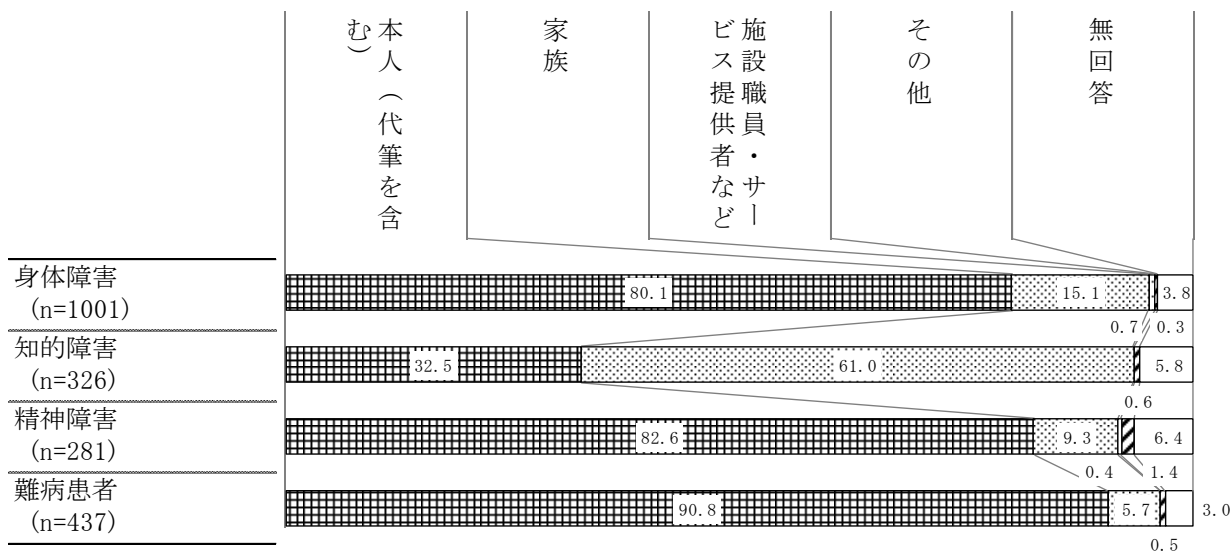 本人（代筆を含
む）
家族
施設職員・サー
ビス提供者など
その他
無回答
身体障害
(n=1001)
80.1
15.1
3.8
0.7
0.3
知的障害
(n=326)
32.5
61.0
5.8
0.6
精神障害
(n=281)
82.6
9.3
6.4
0.4
1.4
難病患者
(n=437)
90.8
5.7
3.0
0.5